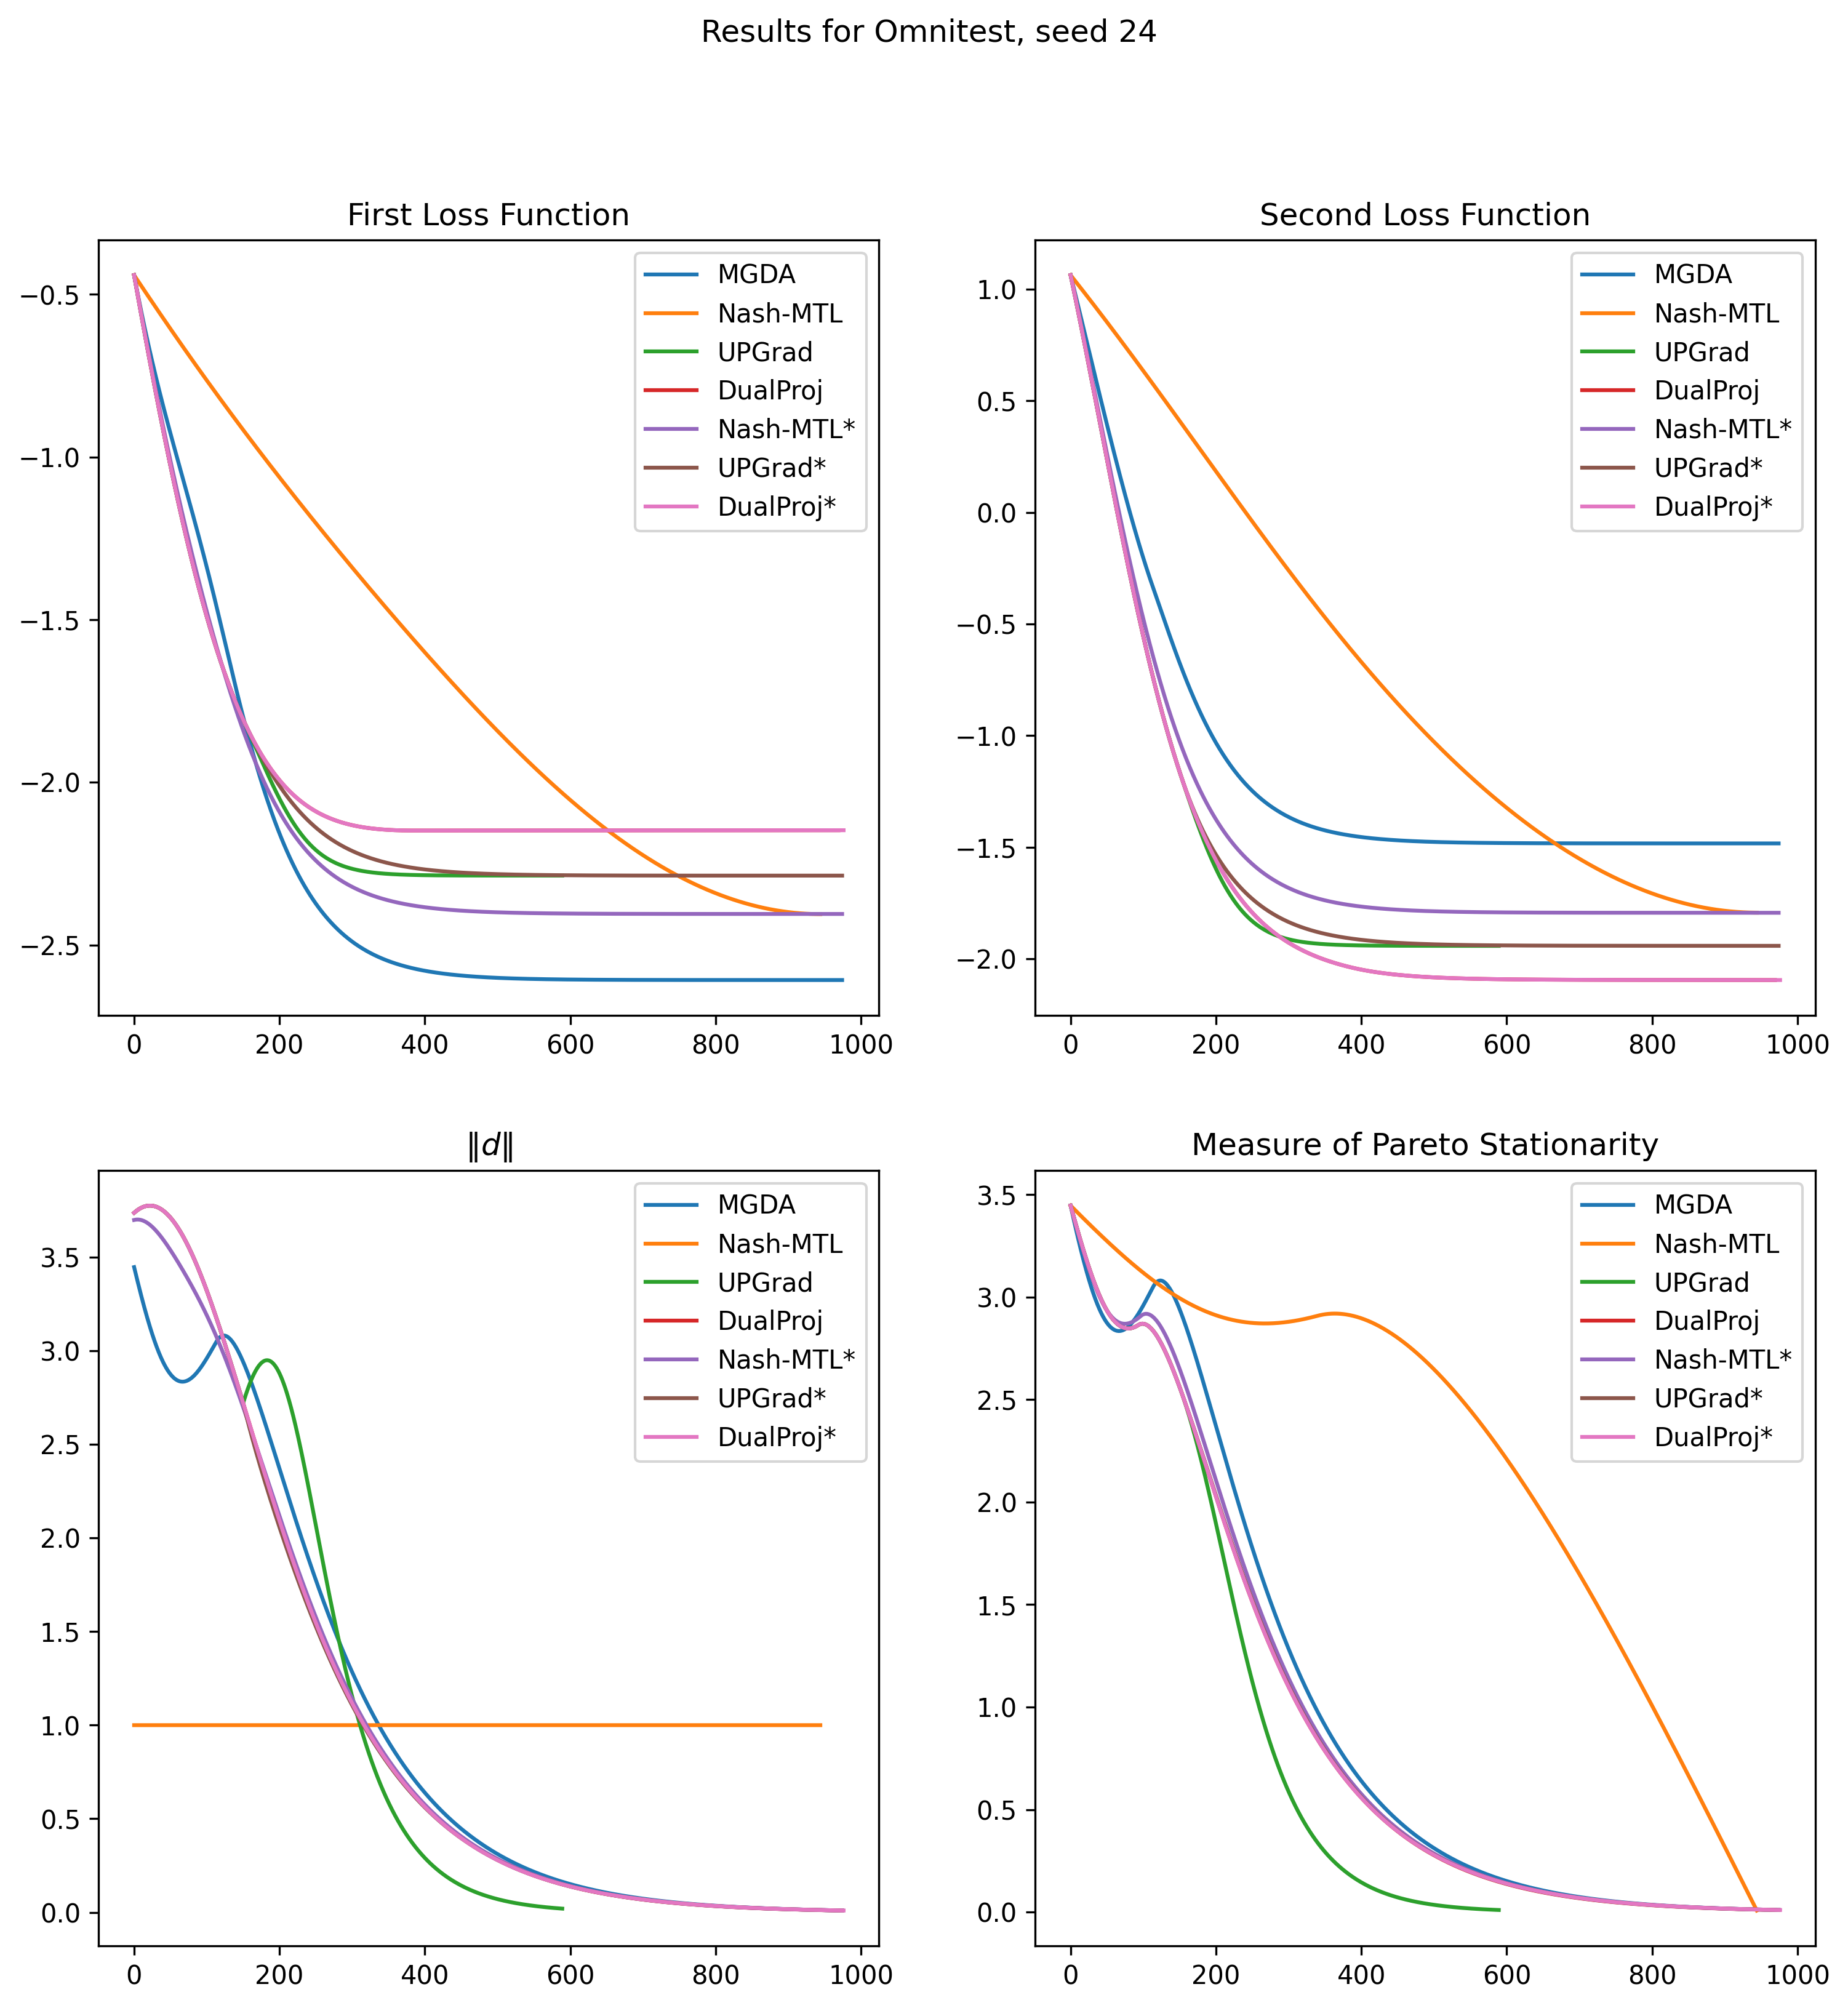 Results for Omnitest, seed 24
First Loss Function
−0.5
−1.0
−1.5
−2.0
−2.5
0 200 400 600 800 1000
MGDA
Nash-MTL
UPGrad
DualProj
Nash-MTL*
UPGrad*
DualProj*
Second Loss Function
1.0
0.5
0.0
−0.5
−1.0
−1.5
−2.0
0 200 400 600 800 1000
MGDA
Nash-MTL
UPGrad
DualProj
Nash-MTL*
UPGrad*
DualProj*
‖d‖
3.5
3.0
2.5
2.0
1.5
1.0
0.5
0.0
0 200 400 600 800 1000
MGDA
Nash-MTL
UPGrad
DualProj
Nash-MTL*
UPGrad*
DualProj*
Measure of Pareto Stationarity
3.5
3.0
2.5
2.0
1.5
1.0
0.5
0.0
0 200 400 600 800 1000
MGDA
Nash-MTL
UPGrad
DualProj
Nash-MTL*
UPGrad*
DualProj*